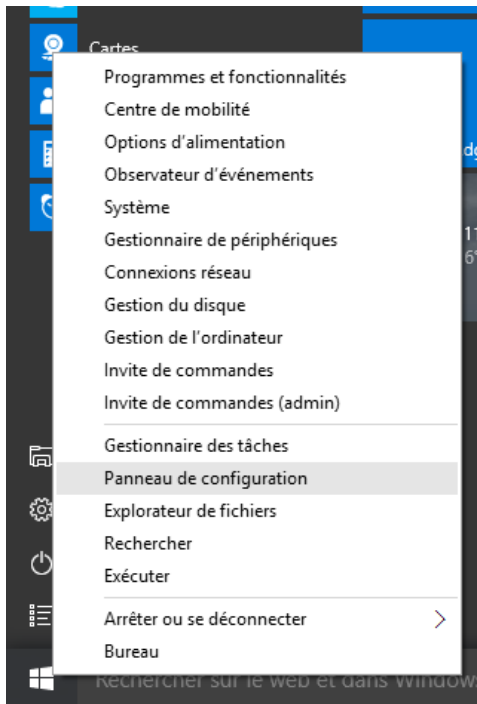 Cartes
Programmes et fonctionnalités
Centre de mobilité
Options d'alimentation
Observateur d'événements
Système
Gestionnaire de périphériques
Connexions réseau
Gestion du disque
Gestion de l'ordinateur
Invite de commandes
Invite de commandes (admin)
Gestionnaire des tâches
Panneau de configuration
Explorateur de fichiers
Rechercher
Exécuter
Arrêter ou se déconnecter
Bureau
Rechercher sur le web et dans Windows